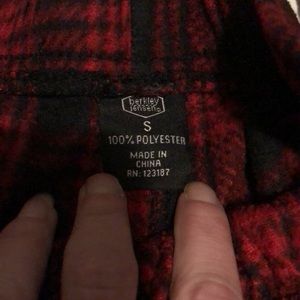 berkley
jensen
S
100% POLYESTER
MADE IN
CHINA
RN: 123187